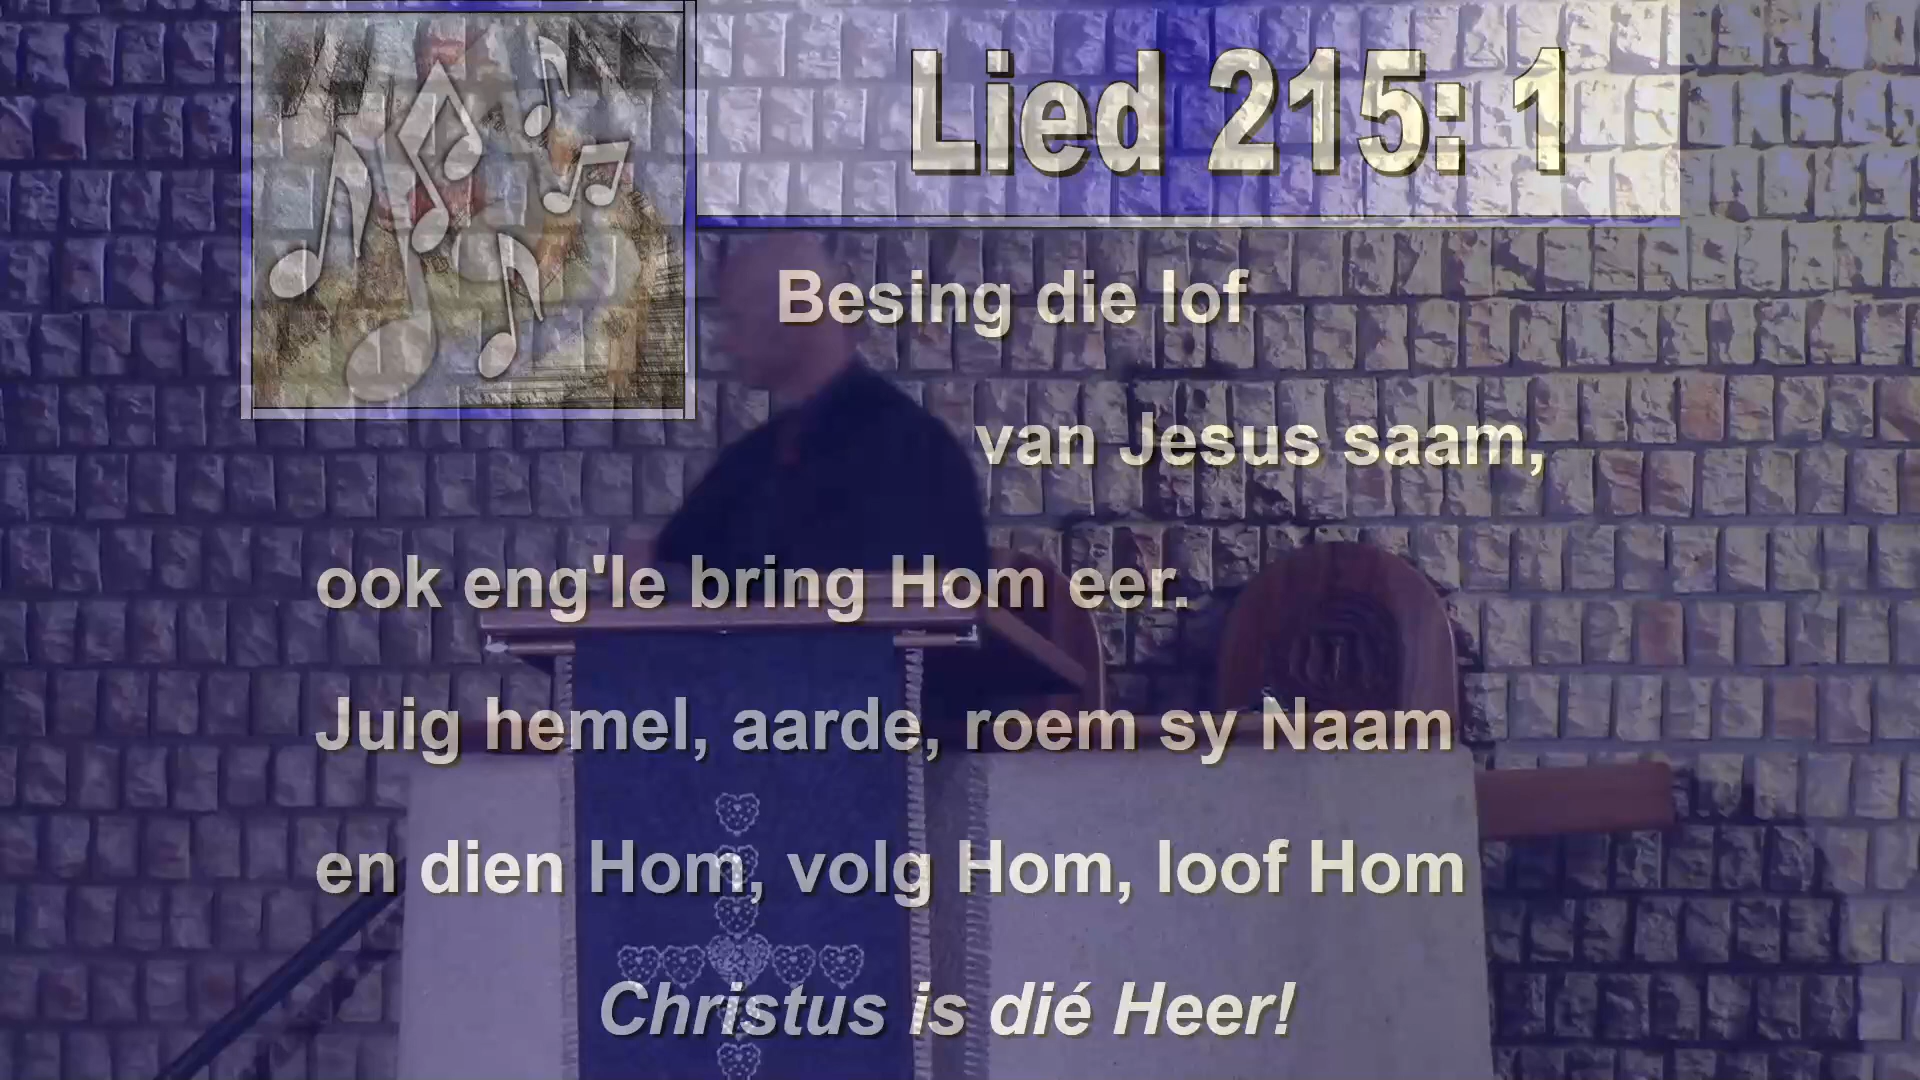 Lied 215: 1
Besing die lof
van Jesus saam,
ook eng'le bring Hom eer.
Juig hemel, aarde, roem sy Naam
en dien Hom, volg Hom, loof Hom
Christus is dié Heer!